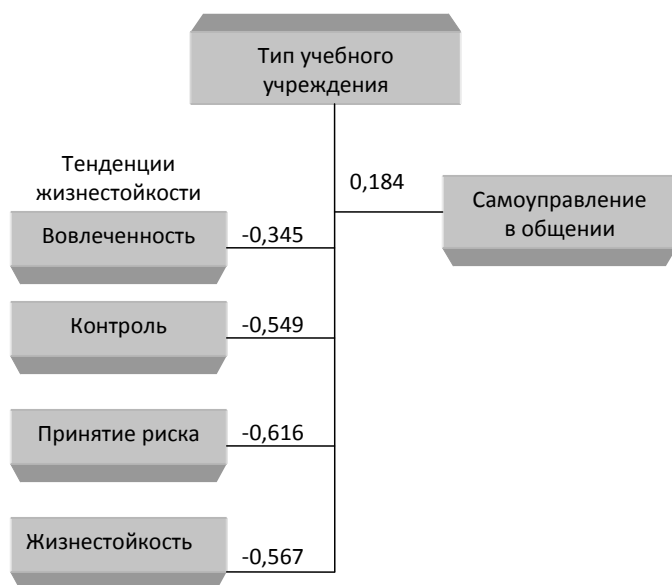 Тип учебного
учреждения
Тенденции
жизнестойкости
0,184
Самоуправление
в общении
Вовлеченность
-0,345
Контроль
-0,549
Принятие риска
-0,616
Жизнестойкость
-0,567